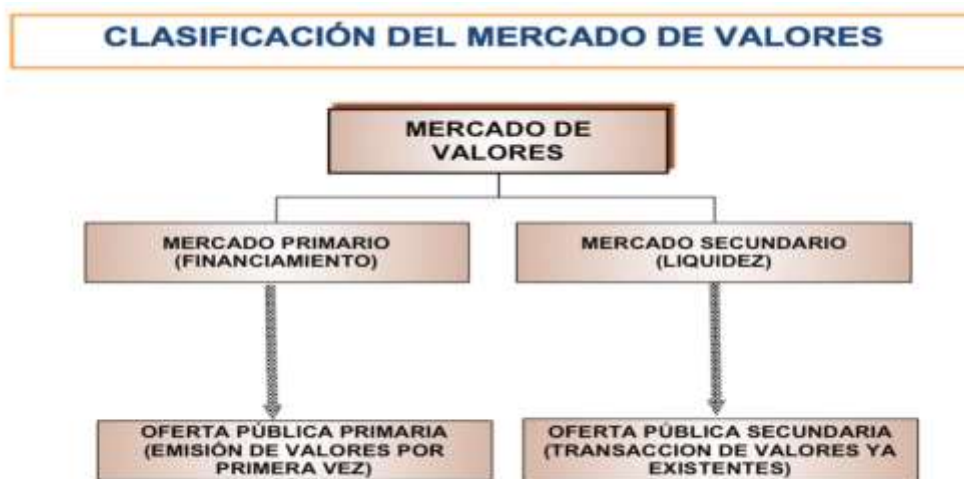 CLASIFICACIÓN DEL MERCADO DE VALORES
MERCADO DE
VALORES
MERCADO PRIMARIO
(FINANCIAMIENTO)
MERCADO SECUNDARIO
(LIQUIDEZ)
OFERTA PÚBLICA PRIMARIA
(EMISIÓN DE VALORES POR
PRIMERA VEZ)
OFERTA PÚBLICA SECUNDARIA
(TRANSACCION DE VALORES YA
EXISTENTES)